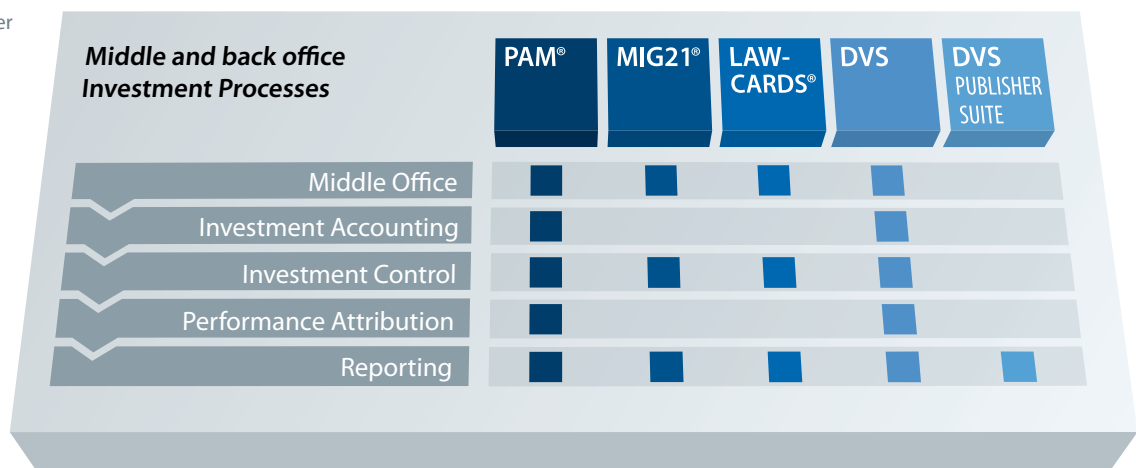 er
Middle and back office
Investment Processes
PAM®
MIG21®
LAW-
CARDS®
DVS
DVS
PUBLISHER
SUITE
Middle Office
Investment Accounting
Investment Control
Performance Attribution
Reporting